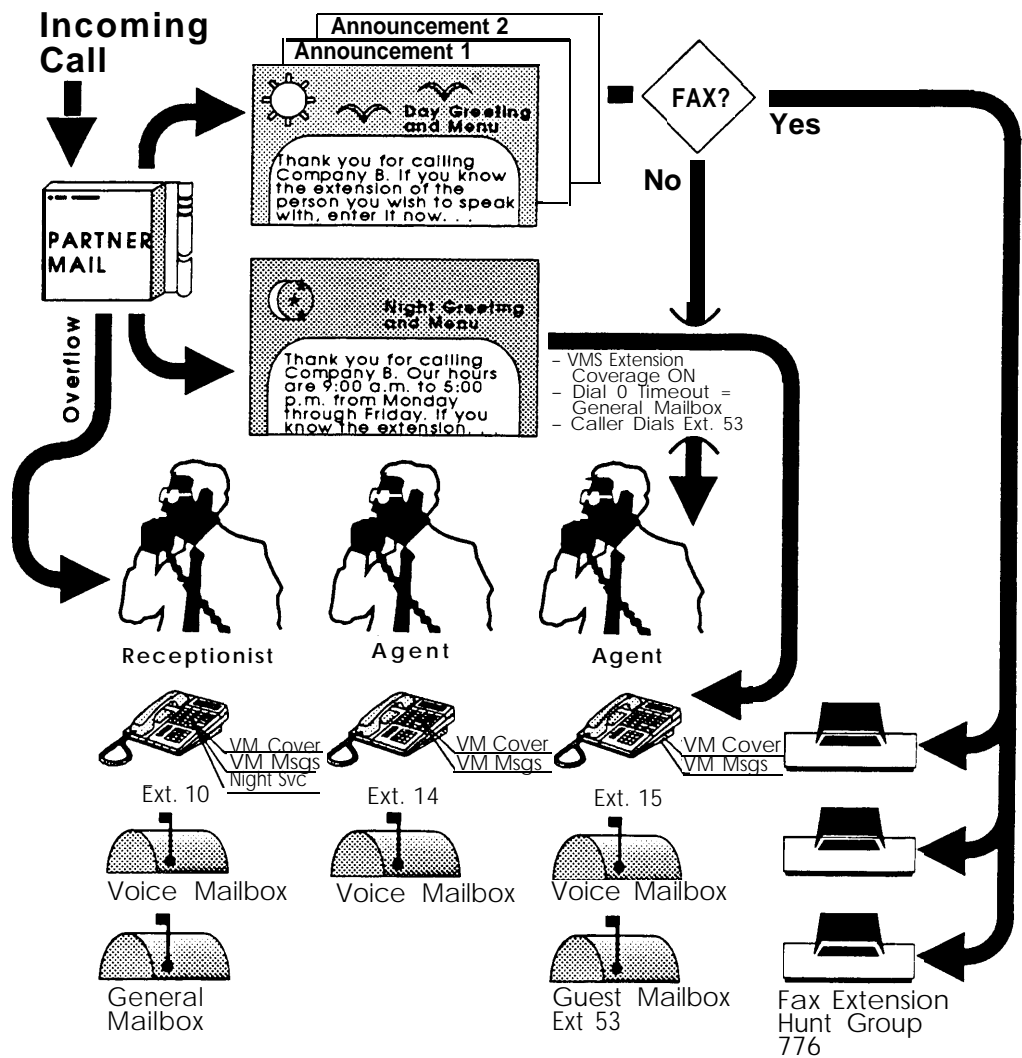 Incoming
Call
Announcement 2
Announcement 1
Day Greeting
and Menu
Thank you for calling
Company B. If you know
the extension of the
person you wish to speak
with, enter it now. . .
FAX?
Yes
No
PARTNER
MAIL
Overflow
Night Greeting
and Menu
Thank you for calling
Company B. Our hours
are 9:00 a.m. to 5:00
p.m. from Monday
through Friday. If you
know the extension. . .
– VMS Extension
Coverage ON
– Dial 0 Timeout =
General Mailbox
– Caller Dials Ext. 53
Receptionist
Agent
Agent
VM Cover
VM Msgs
Night Svc
VM Cover
VM Msgs
VM Cover
VM Msgs
Ext. 10
Ext. 14
Ext. 15
Voice Mailbox
Voice Mailbox
Voice Mailbox
General
Mailbox
Guest Mailbox
Ext 53
Fax Extension
Hunt Group
776